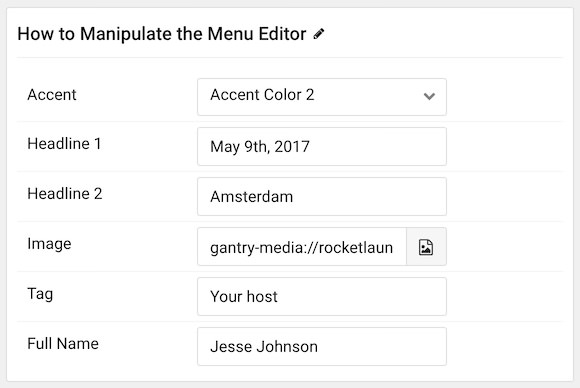 How to Manipulate the Menu Editor
Accent
Accent Color 2
Headline 1
May 9th, 2017
Headline 2
Amsterdam
Image
gantry-media://rocketlaun
Tag
Your host
Full Name
Jesse Johnson